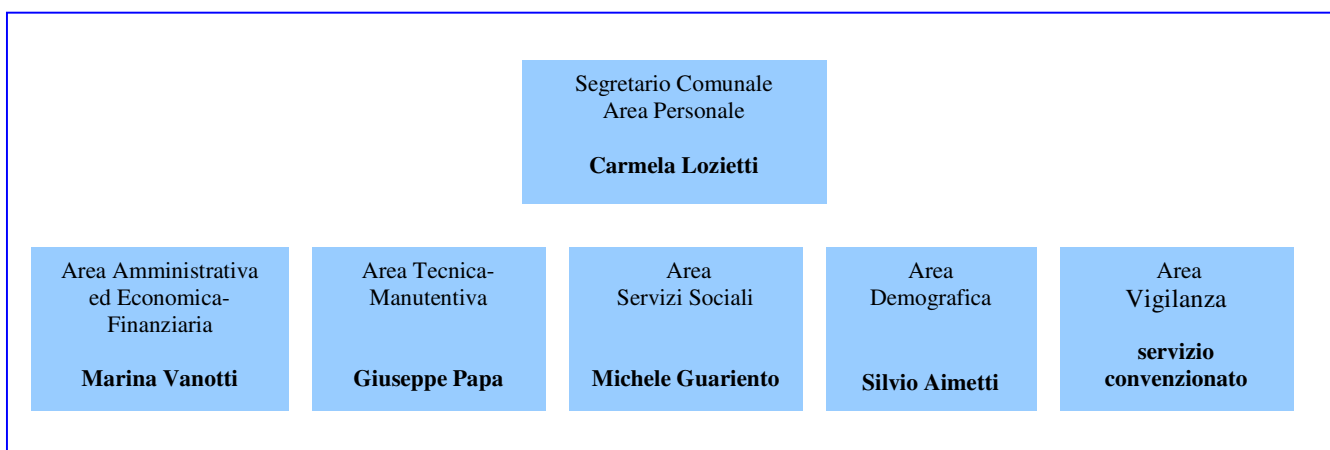 Segretario Comunale
Area Personale
Carmela Lozietti
Area Amministrativa
ed Economica-
Finanziaria
Marina Vanotti
Area Tecnica-
Manutentiva
Giuseppe Papa
Area
Servizi Sociali
Michele Guariento
Area
Demografica
Silvio Aimetti
Area
Vigilanza
servizio
convenzionato